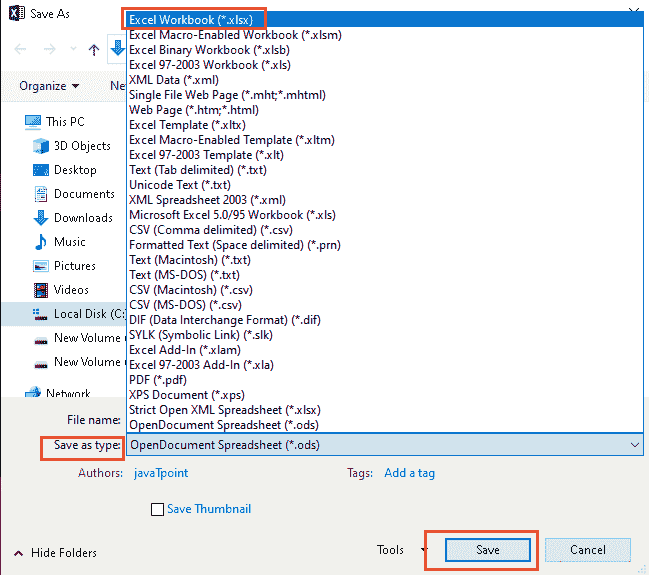 Save As
Organize
Ne
This PC
3D Objects
Desktop
Documents
Downloads
Music
Pictures
Videos
Local Disk (C:
New Volume (
New Volume (
Network
Excel Workbook (*.xlsx)
Excel Macro-Enabled Workbook (*.xlsm)
Excel Binary Workbook (*.xlsb)
Excel 97-2003 Workbook (*.xls)
XML Data (*.xml)
Single File Web Page (*.mht;*.mhtml)
Web Page (*.htm;*.html)
Excel Template (*.xltx)
Excel Macro-Enabled Template (*.xltm)
Excel 97-2003 Template (*.xlt)
Text (Tab delimited) (*.txt)
Unicode Text (*.txt)
XML Spreadsheet 2003 (*.xml)
Microsoft Excel 5.0/95 Workbook (*.xls)
CSV (Comma delimited) (*.csv)
Formatted Text (Space delimited) (*.prn)
Text (Macintosh) (*.txt)
Text (MS-DOS) (*.txt)
CSV (Macintosh) (*.csv)
CSV (MS-DOS) (*.csv)
DIF (Data Interchange Format) (*.dif)
SYLK (Symbolic Link) (*.slk)
Excel Add-In (*.xlam)
Excel 97-2003 Add-In (*.xla)
PDF (*.pdf)
XPS Document (*.xps)
Strict Open XML Spreadsheet (*.xlsx)
OpenDocument Spreadsheet (*.ods)
File name:
Save as type: OpenDocument Spreadsheet (*.ods)
Authors: javaTpoint Tags: Add a tag
Save Thumbnail
Hide Folders Tools Save Cancel